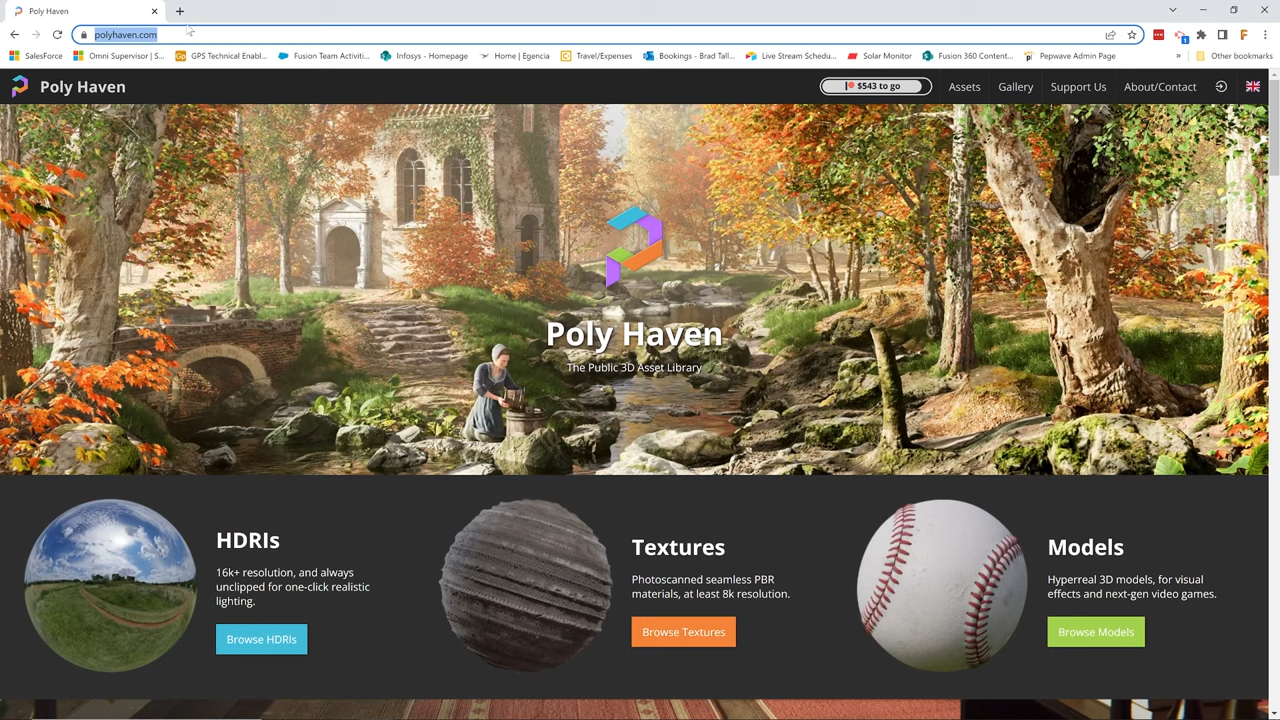 Poly Haven
polyhaven.com
SalesForce
Omni Supervisor | S...
GPS Technical Enabl...
Fusion Team Activiti...
Infosys - Homepage
Home | Egencia
Travel/Expenses
Bookings - Brad Tall...
Live Stream Schedu...
Solar Monitor
Fusion 360 Content...
Pepwave Admin Page
»
Other bookmarks
Poly Haven
$543 to go
Assets
Gallery
Support Us
About/Contact
Poly Haven
The Public 3D Asset Library
HDRIs
16k+ resolution, and always
unclipped for one-click realistic
lighting.
Browse HDRIs
Textures
Photoscanned seamless PBR
materials, at least 8k resolution.
Browse Textures
Models
Hyperreal 3D models, for visual
effects and next-gen video games.
Browse Models